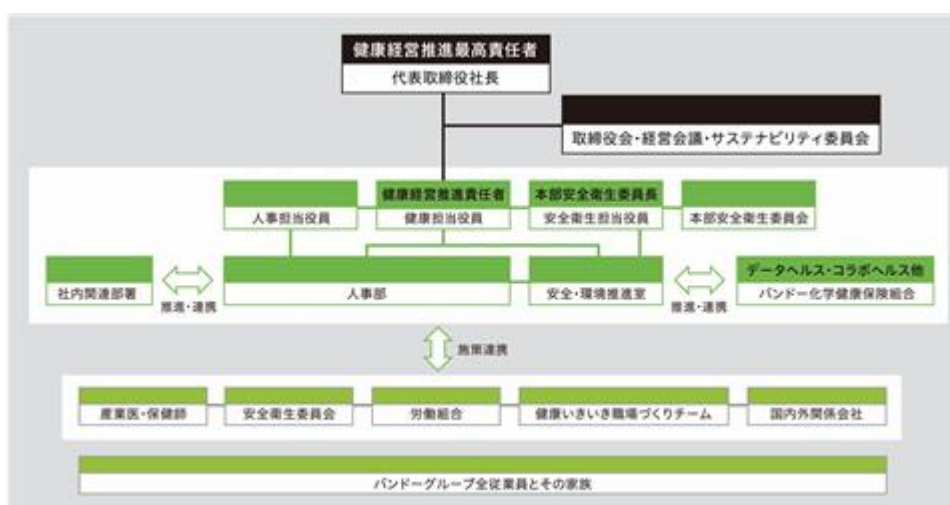 健康経営推進最高責任者
代表取締役社長
取締役会・経営会議・サステナビリティ委員会
人事担当役員
健康経営推進責任者
健康担当役員
本部安全衛生委員長
安全衛生担当役員
本部安全衛生委員会
社内関連部署
推進・連携
人事部
安全・環境推進室
推進・連携
データヘルス・コラボヘルス他
バンドー化学健康保険組合
施策連携
産業医・保健師
安全衛生委員会
労働組合
健康いきいき職場づくりチーム
国内外関係会社
バンドーグループ全従業員とその家族